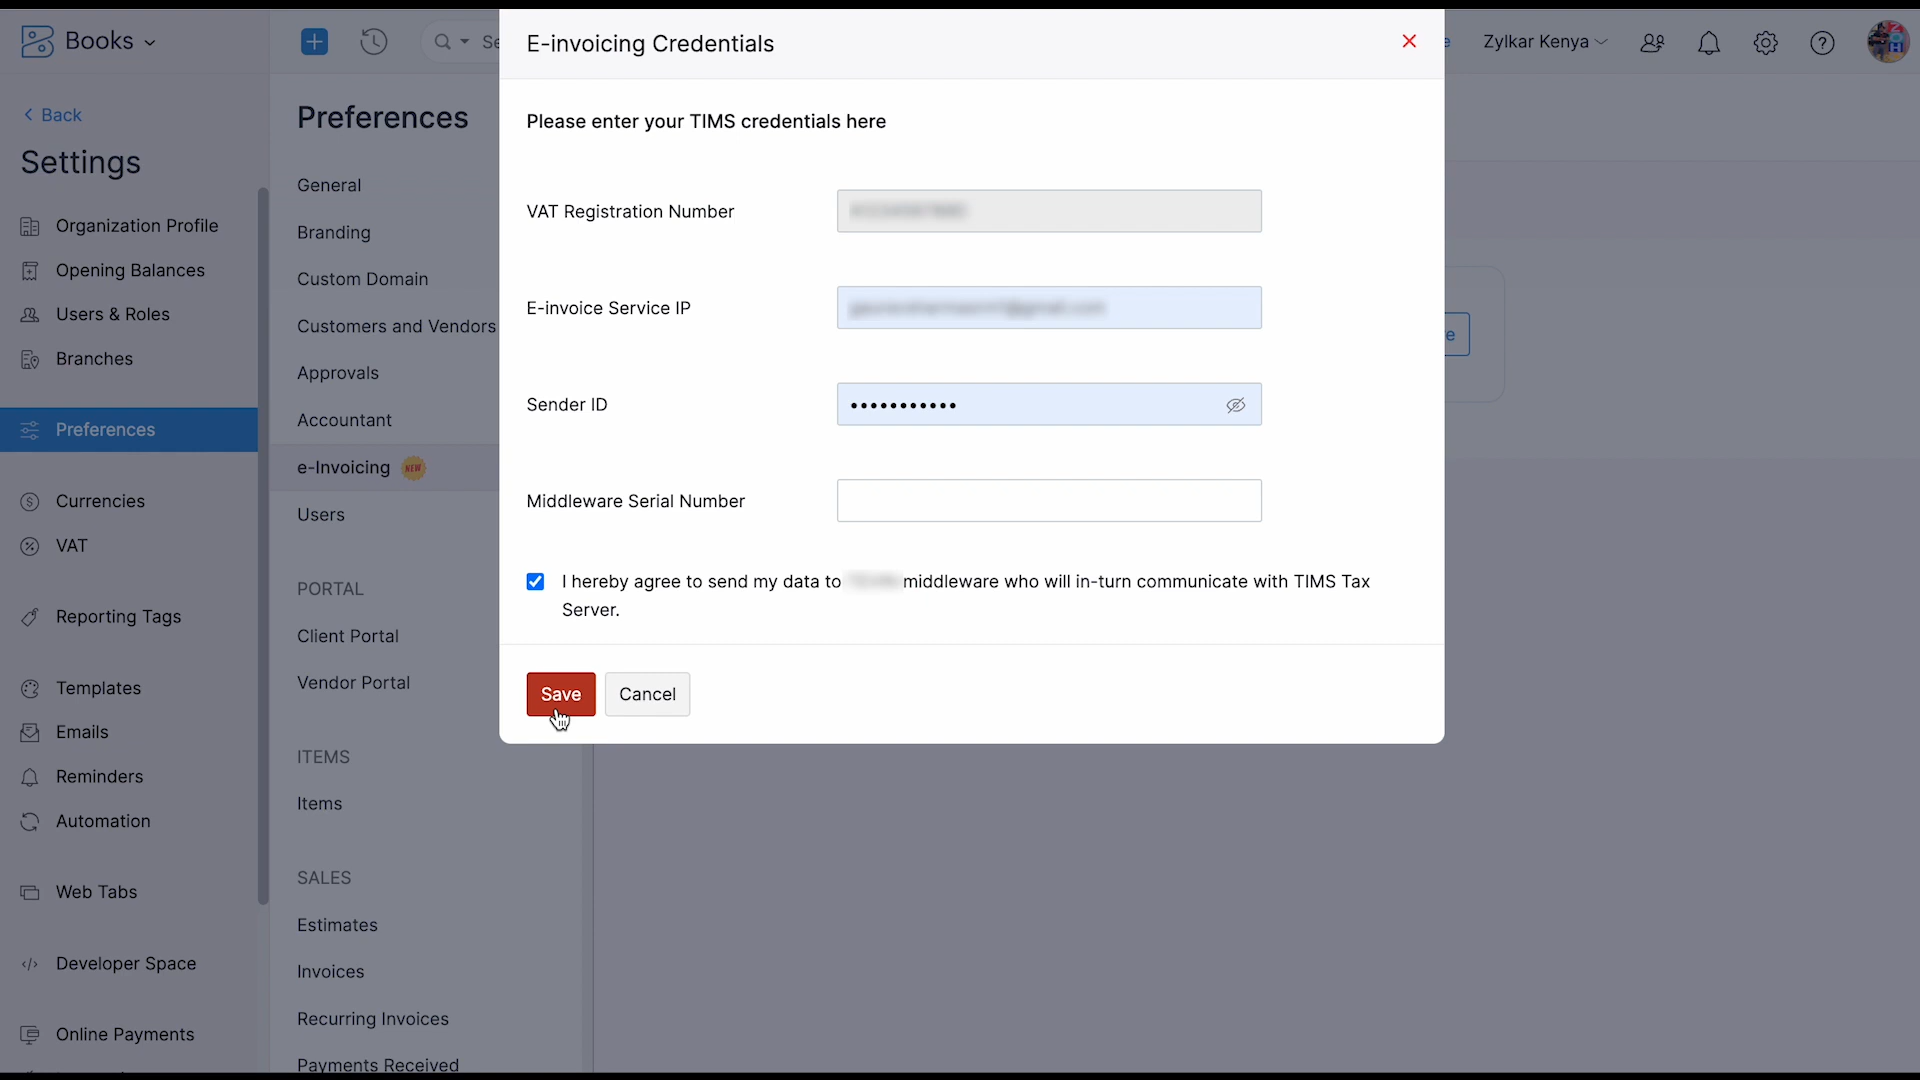 Books
Zylkar Kenya
Back
Settings
Organization Profile
Opening Balances
Users & Roles
Branches
Preferences
Currencies
VAT
Reporting Tags
Templates
Emails
Reminders
Automation
Web Tabs
Developer Space
Online Payments
Preferences
General
Branding
Custom Domain
Customers and Vendors
Approvals
Accountant
e-Invoicing NEW
Users
PORTAL
Client Portal
Vendor Portal
ITEMS
Items
SALES
Estimates
Invoices
Recurring Invoices
Payments Received
E-invoicing Credentials
Please enter your TIMS credentials here
VAT Registration Number
E-invoice Service IP
Sender ID
•••••••••••
Middleware Serial Number
I hereby agree to send my data to middleware who will in-turn communicate with TIMS Tax
Server.
Save
Cancel